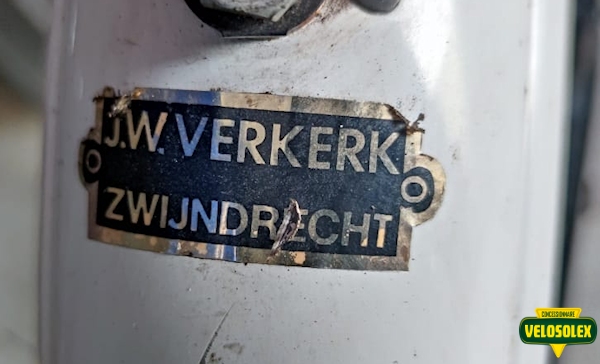 J.W. VERKERK
ZWIJNDRECHT
CONCESSIONNAIRE
VELOSOLEX